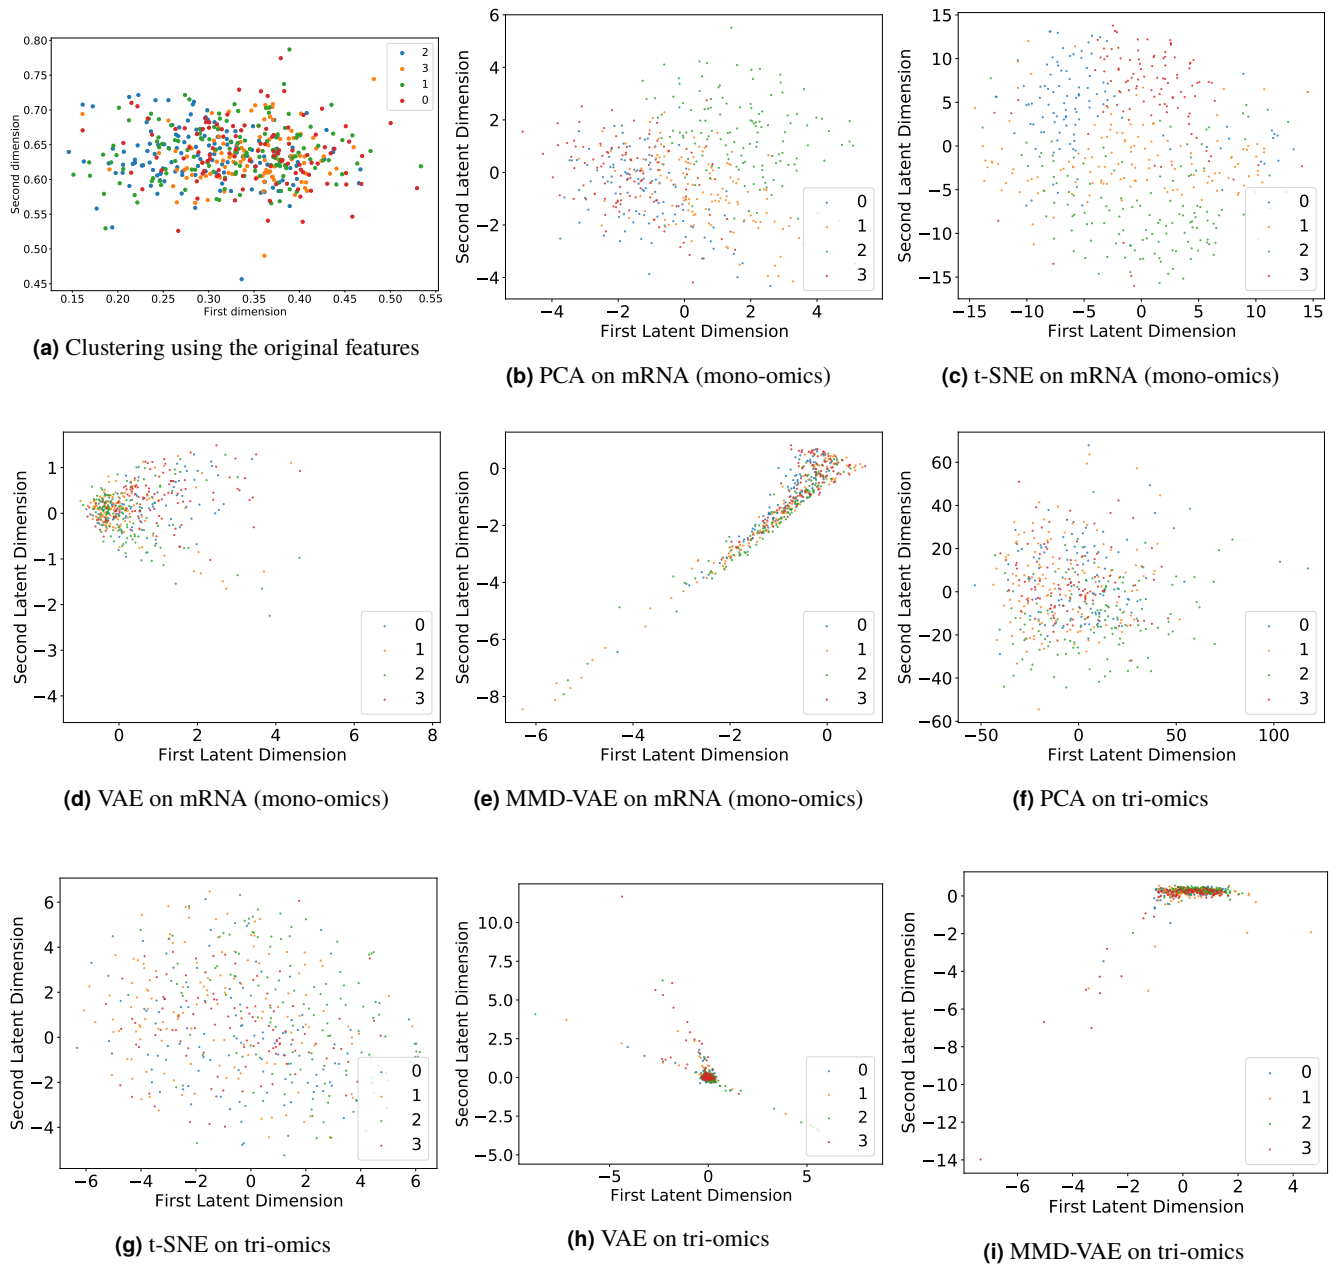 0.80
0.75
0.70
0.65
0.60
0.55
0.50
0.45
Second dimension
0.15 0.20 0.25 0.30 0.35 0.40 0.45 0.50 0.55
First dimension
2
3
1
0
(a) Clustering using the original features
6
4
2
0
−2
−4
Second Latent Dimension
−4 −2 0 2 4
First Latent Dimension
0
1
2
3
(b) PCA on mRNA (mono-omics)
15
10
5
0
−5
−10
−15
Second Latent Dimension
−15 −10 −5 0 5 10 15
First Latent Dimension
0
1
2
3
(c) t-SNE on mRNA (mono-omics)
1
0
−1
−2
−3
−4
Second Latent Dimension
0 2 4 6 8
First Latent Dimension
0
1
2
3
(d) VAE on mRNA (mono-omics)
0
−2
−4
−6
−8
Second Latent Dimension
−6 −4 −2 0
First Latent Dimension
0
1
2
3
(e) MMD-VAE on mRNA (mono-omics)
60
40
20
0
−20
−40
−60
Second Latent Dimension
−50 0 50 100
First Latent Dimension
0
1
2
3
(f) PCA on tri-omics
6
4
2
0
−2
−4
Second Latent Dimension
−6 −4 −2 0 2 4 6
First Latent Dimension
0
1
2
3
(g) t-SNE on tri-omics
10.0
7.5
5.0
2.5
0.0
−2.5
−5.0
Second Latent Dimension
−5 0 5
First Latent Dimension
0
1
2
3
(h) VAE on tri-omics
0
−2
−4
−6
−8
−10
−12
−14
Second Latent Dimension
−6 −4 −2 0 2 4
First Latent Dimension
0
1
2
3
(i) MMD-VAE on tri-omics